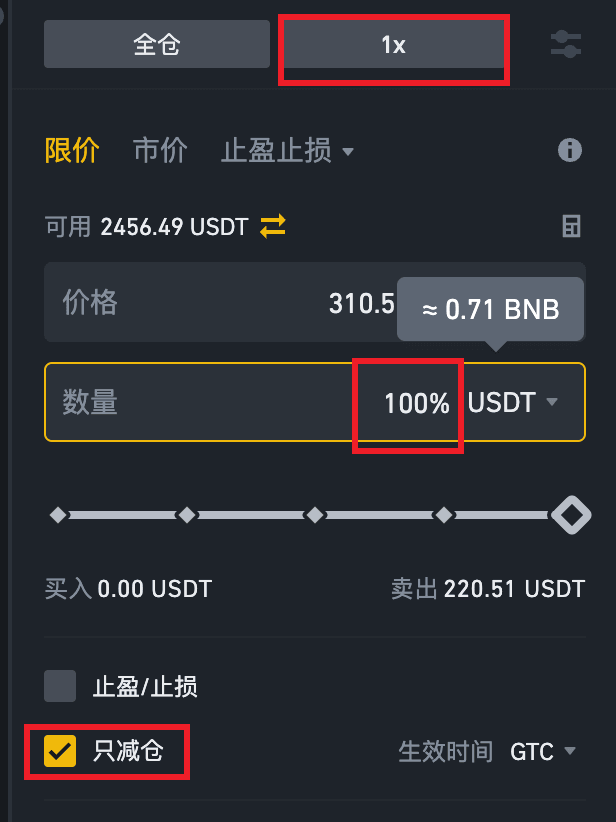 全仓 1x
限价 市价 止盈止损
可用 2456.49 USDT
价格 310.5
≈ 0.71 BNB
数量 100% USDT
买入 0.00 USDT 卖出 220.51 USDT
止盈/止损
只减仓 生效时间 GTC